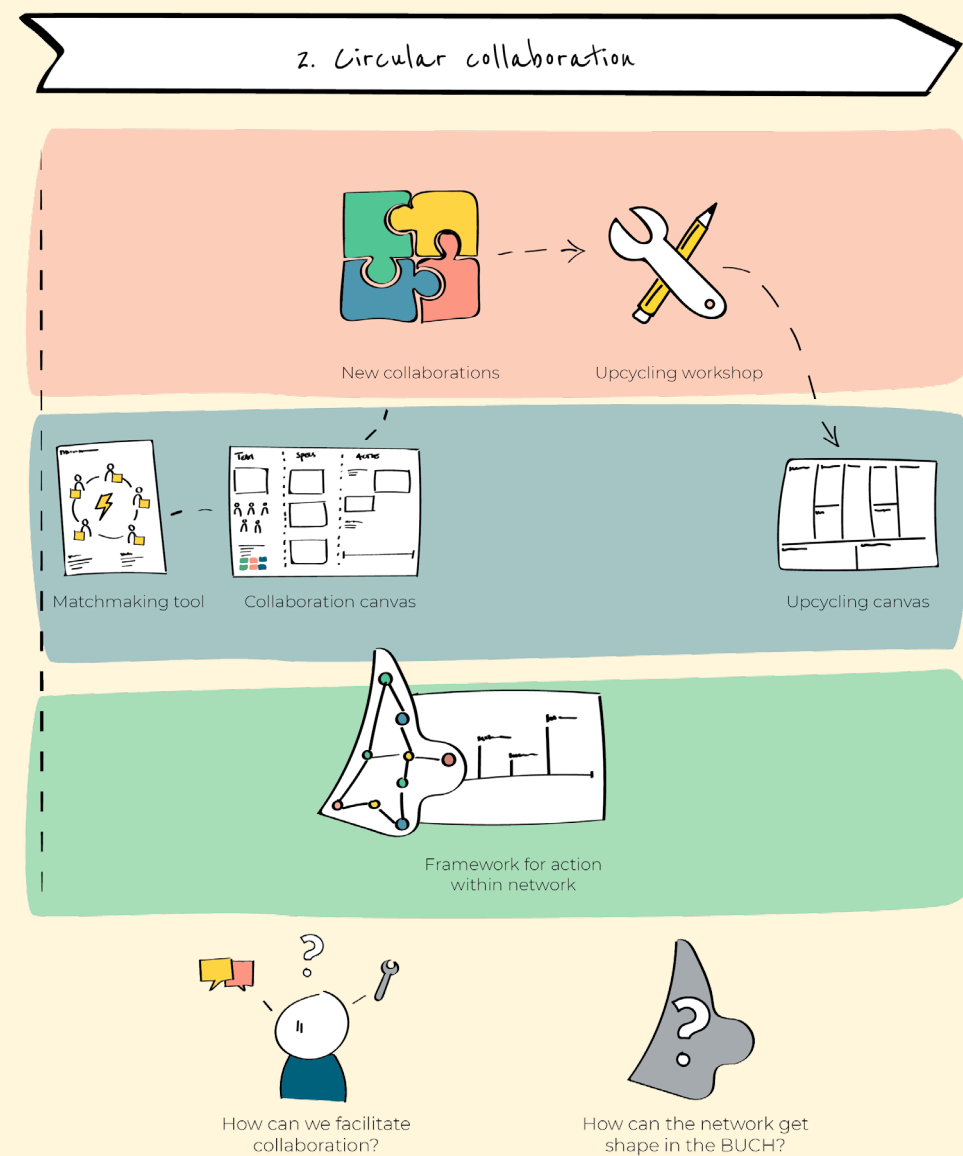 2. Circular collaboration
New collaborations
Upcycling workshop
Team
Specs
Matchmaking tool
Collaboration canvas
Upcycling canvas
Framework for action
within network
How can we facilitate
collaboration?
How can the network get
shape in the BUCH?